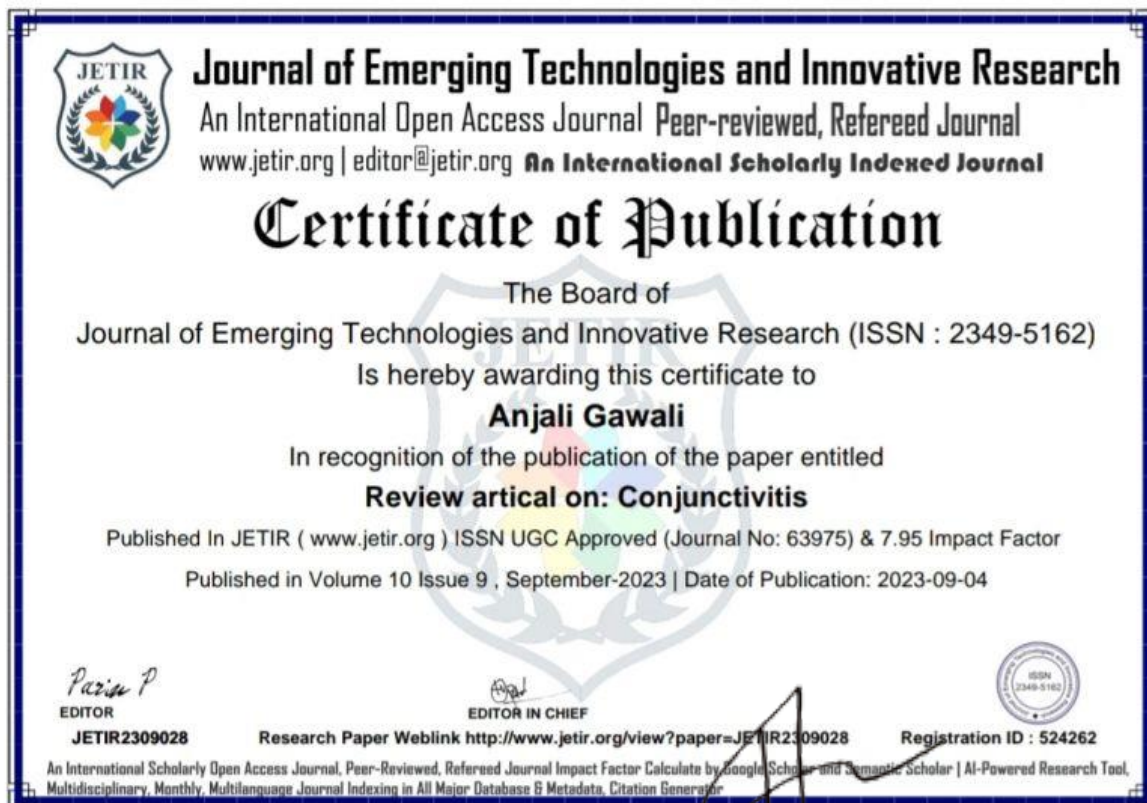 JETIR
Journal of Emerging Technologies and Innovative Research
An International Open Access Journal Peer-reviewed, Refereed Journal
www.jetir.org | editor@jetir.org An International Scholarly Indexed Journal
Certificate of Publication
The Board of
Journal of Emerging Technologies and Innovative Research (ISSN : 2349-5162)
Is hereby awarding this certificate to
Anjali Gawali
In recognition of the publication of the paper entitled
Review artical on: Conjunctivitis
Published In JETIR ( www.jetir.org ) ISSN UGC Approved (Journal No: 63975) & 7.95 Impact Factor
Published in Volume 10 Issue 9 , September-2023 | Date of Publication: 2023-09-04
JETIR
Parin P
ISSN
2349-5162
EDITOR
EDITOR IN CHIEF
JETIR2309028 Research Paper Weblink http://www.jetir.org/view?paper=JETIR2309028 Registration ID : 524262
An International Scholarly Open Access Journal, Peer-Reviewed, Refereed Journal Impact Factor Calculate by Google Scholar and Semantic Scholar | AI-Powered Research Tool,
Multidisciplinary, Monthly, Multilanguage Journal Indexing in All Major Database & Metadata, Citation Generator